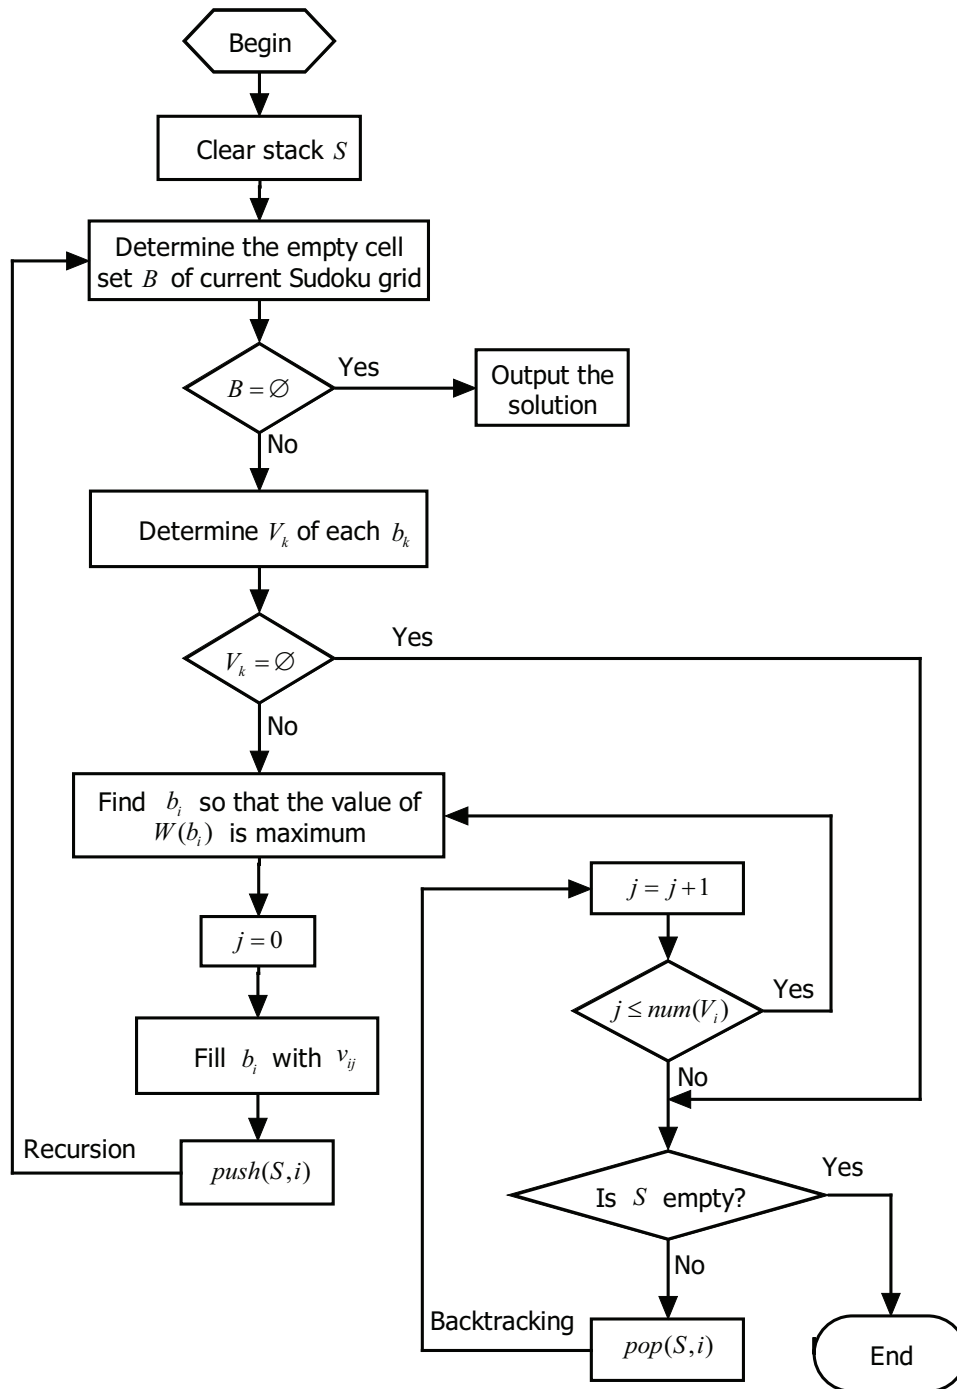 Begin
Clear stack S
Determine the empty cell
set B of current Sudoku grid
B = ∅
Yes
Output the
solution
No
Determine V_k of each b_k
V_k = ∅
Yes
No
Find b_i so that the value of
W(b_i) is maximum
j = 0
Fill b_i with v_ij
push(S,i)
Recursion
j = j+1
j ≤ num(V_i)
Yes
No
Is S empty?
Yes
No
pop(S,i)
Backtracking
End